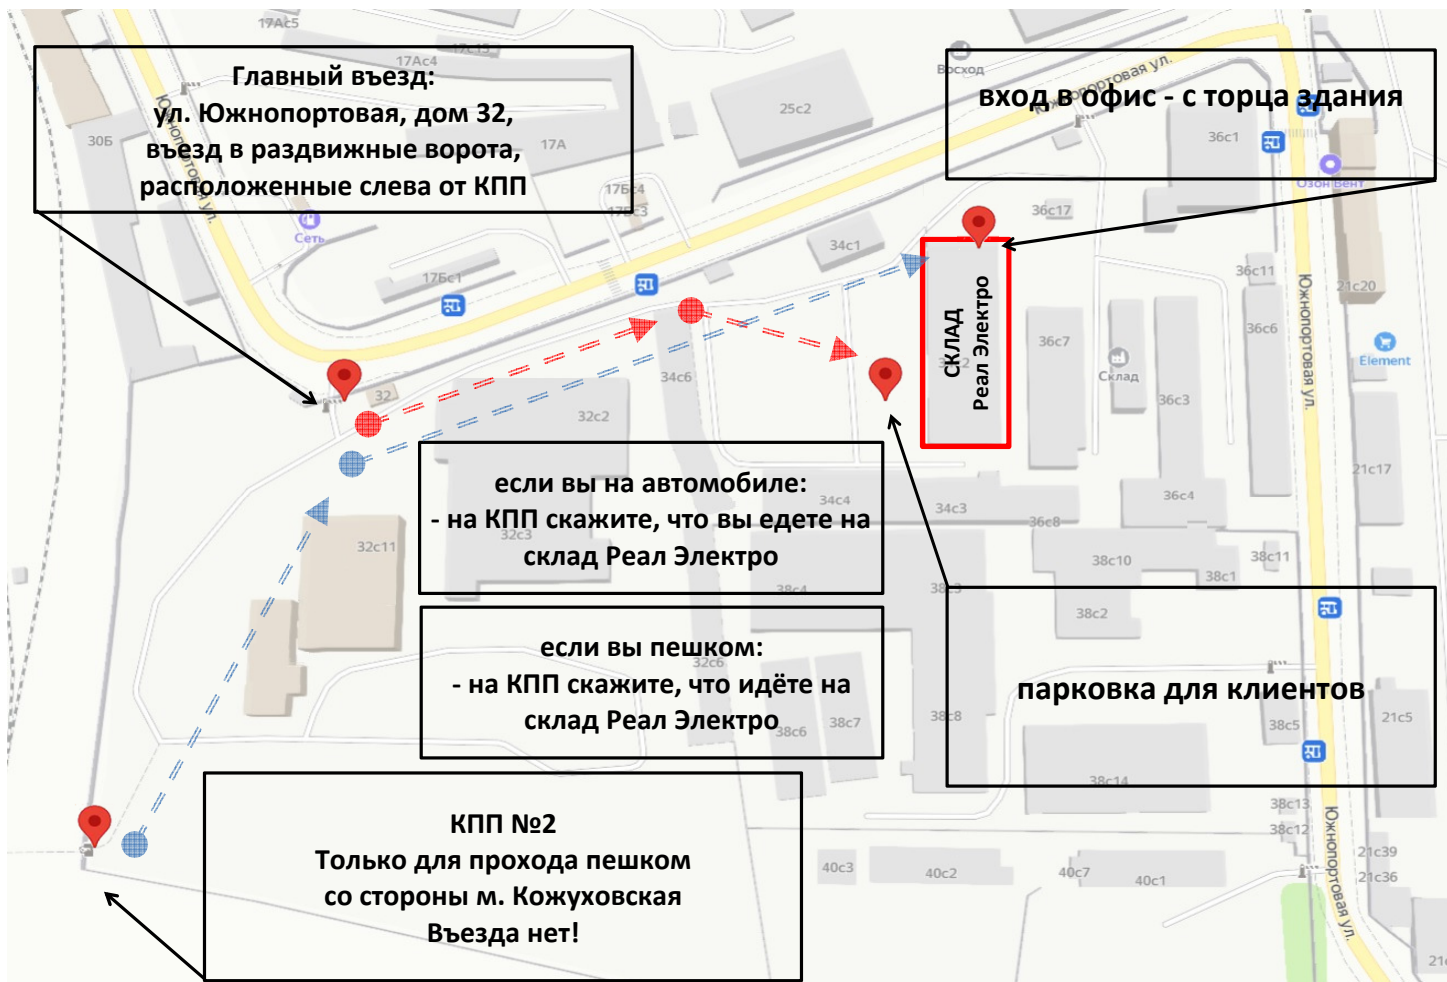 17Ас5
17с15
17Ас4
Главный въезд:
ул. Южнопортовая, дом 32,
въезд в раздвижные ворота,
расположенные слева от КПП
Восход
Южнопортовая ул.
вход в офис - с торца здания
25с2
36с1
30Б
17А
Южнопортовая ул.
Озон Вент
17Бс4
17Бс3
36с17
Сеть
34с1
17Бс1
36с11
21с20
Южнопортовая ул.
36с6
СКЛАД
Реал Электро
36с7
Element
Склад
34с6
32
36с3
32с2
21с17
если вы на автомобиле:
- на КПП скажите, что вы едете на
склад Реал Электро
34с4
34с3
36с4
36с8
32с3
32с11
38с10
38с11
38с1
38с4
38с3
38с2
если вы пешком:
- на КПП скажите, что идёте на
склад Реал Электро
32с6
парковка для клиентов
38с6
38с7
38с8
38с5
21с5
38с14
КПП №2
Только для прохода пешком
со стороны м. Кожуховская
Въезда нет!
38с13
38с12
Южнопортовая ул.
40с3
40с2
40с7
40с1
21с39
21с36